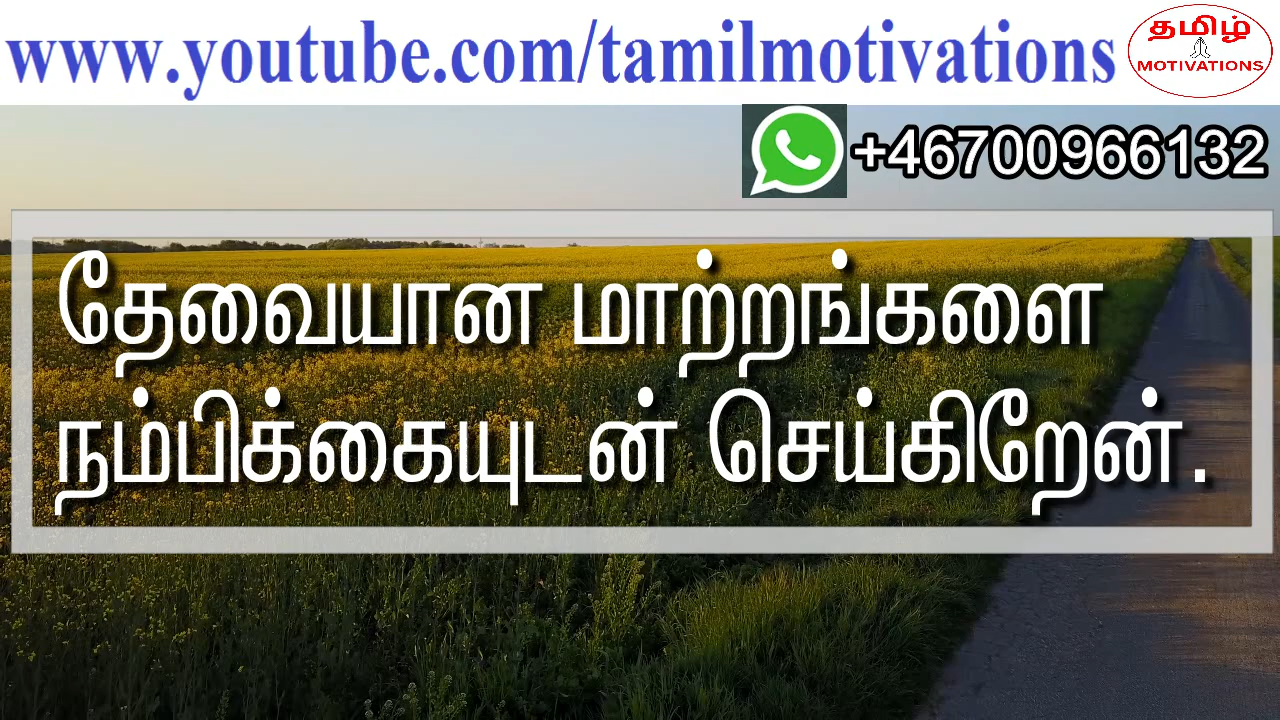 www.youtube.com/tamilmotivations
தமிழ்
MOTIVATIONS
+46700966132
தேவையான மாற்றங்களை
நம்பிக்கையுடன் செய்கிறேன்.